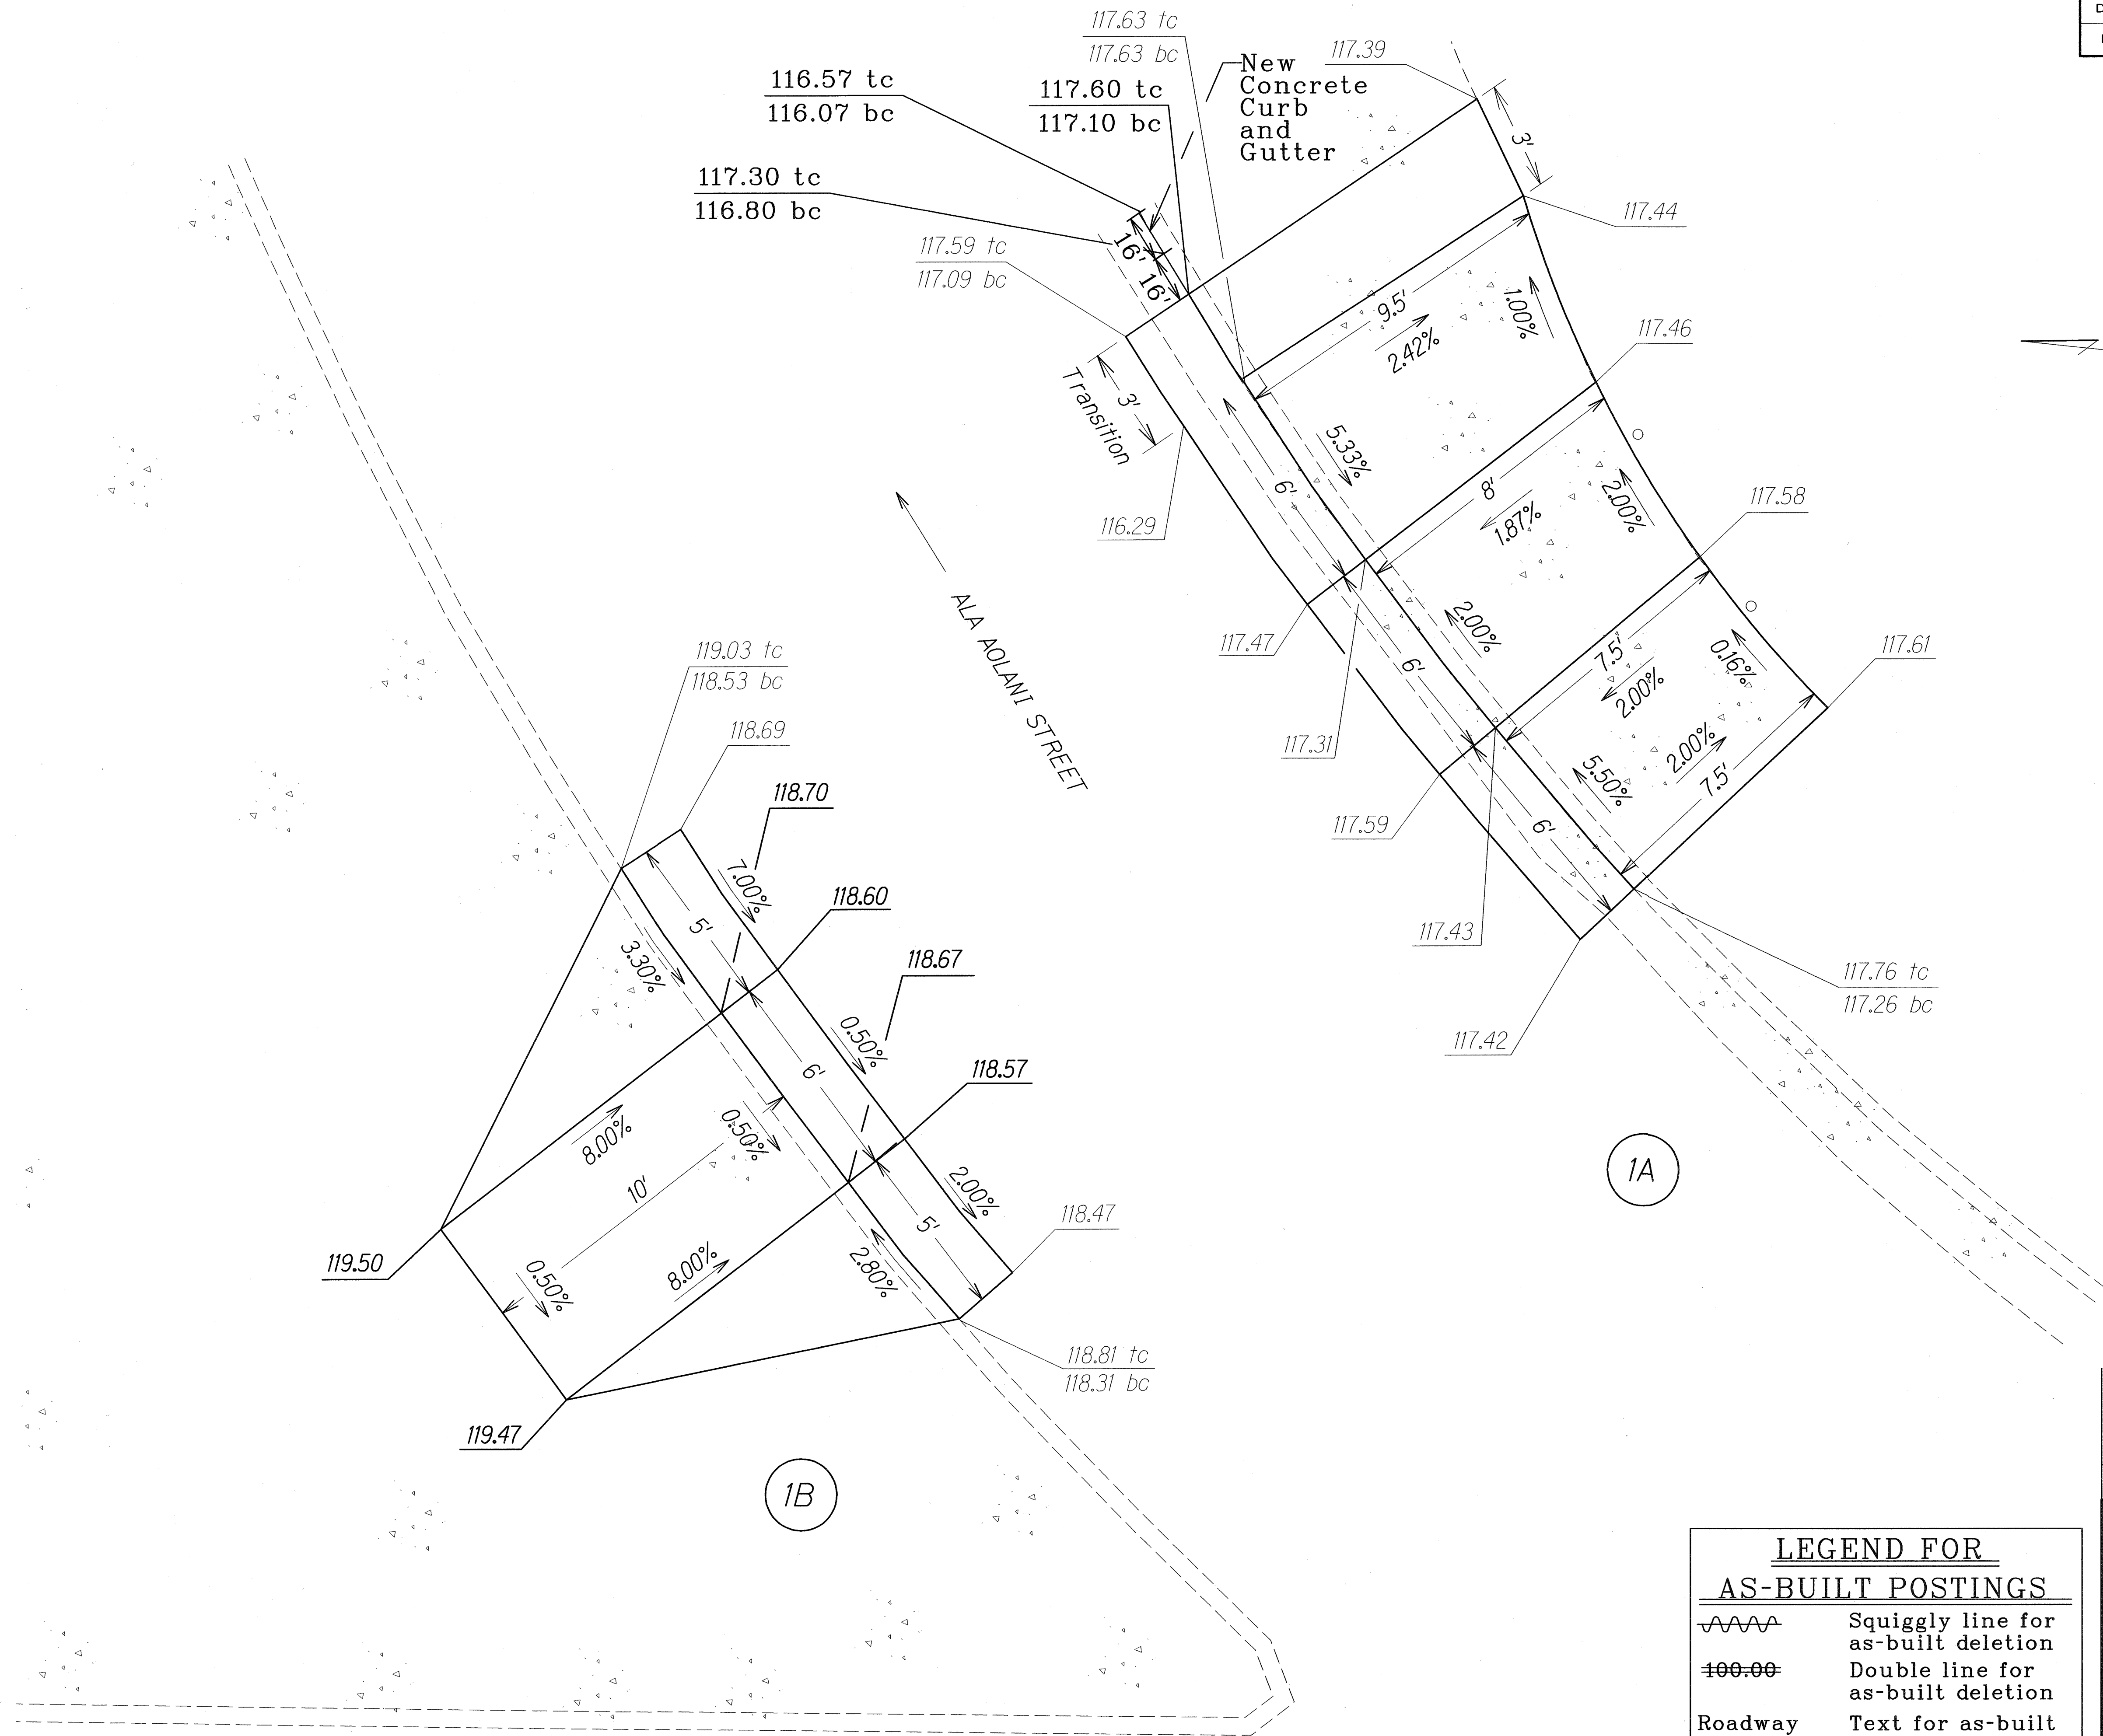 117.63 tc
117.63 bc
117.39
New
Concrete
Curb
and
Gutter
116.57 tc
116.07 bc
117.60 tc
117.10 bc
117.30 tc
116.80 bc
117.59 tc
117.09 bc
16'
16'
3'
117.44
9.5'
2.42%
1.00%
117.46
3'
Transition
5.33%
6'
8'
1.87%
2.00%
117.58
116.29
ALA AOLANI STREET
117.47
6'
2.00%
7.5'
2.00%
0.16%
117.61
117.31
2.00%
7.5'
5.50%
117.59
6'
117.43
117.76 tc
117.26 bc
117.42
1A
119.03 tc
118.53 bc
118.69
118.70
7.00%
118.60
5'
3.30%
118.67
0.50%
6'
118.57
8.00%
10'
0.50%
2.00%
118.47
5'
8.00%
2.80%
119.50
0.50%
118.81 tc
118.31 bc
119.47
1B
LEGEND FOR
AS-BUILT POSTINGS
Squiggly line for
as-built deletion
100.00
Double line for
as-built deletion
Roadway
Text for as-built